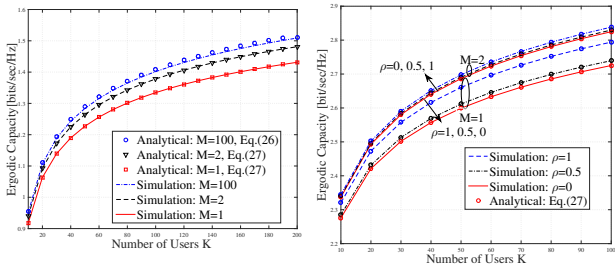 Ergodic Capacity [bits/sec/Hz]
1.6
1.5
1.4
1.3
1.2
1.1
1
0.9
20 40 60 80 100 120 140 160 180 200
Number of Users K
Analytical: M=100, Eq.(26)
Analytical: M=2, Eq.(27)
Analytical: M=1, Eq.(27)
Simulation: M=100
Simulation: M=2
Simulation: M=1
Ergodic Capacity [bits/sec/Hz]
2.9
2.8
2.7
2.6
2.5
2.4
2.3
2.2
10 20 30 40 50 60 70 80 90 100
Number of Users K
ρ=0, 0.5, 1
M=2
M=1
ρ=1, 0.5, 0
Simulation: ρ=1
Simulation: ρ=0.5
Simulation: ρ=0
Analytical: Eq.(27)